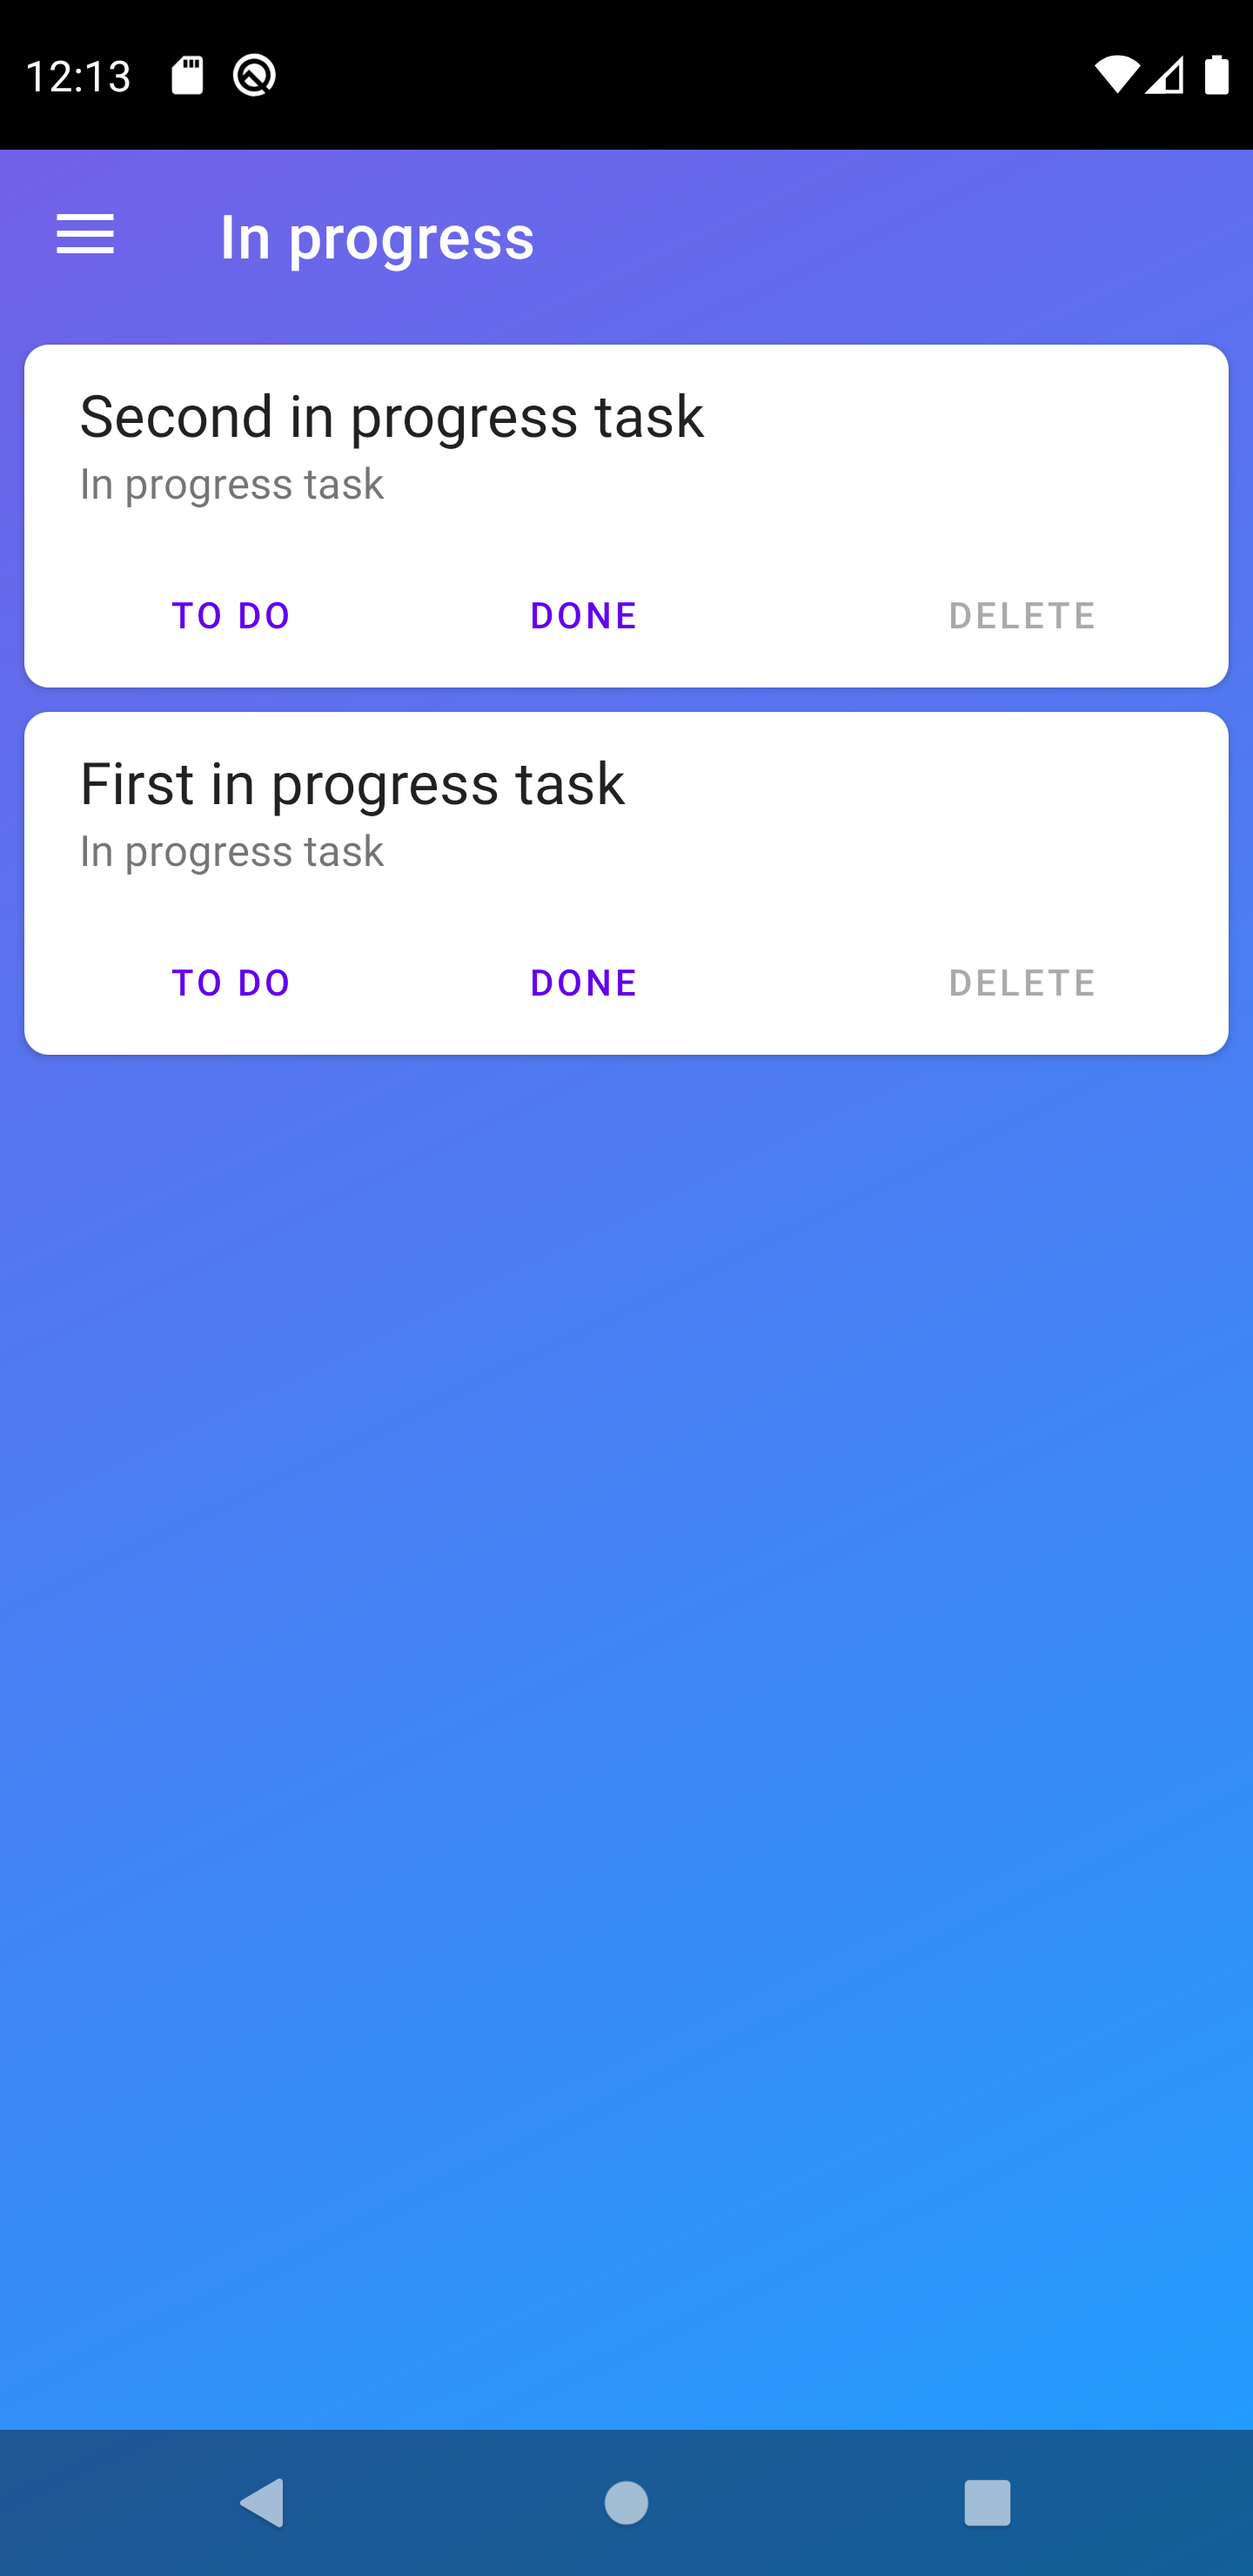 12:13
In progress
Second in progress task
In progress task
TO DO DONE DELETE
First in progress task
In progress task
TO DO DONE DELETE